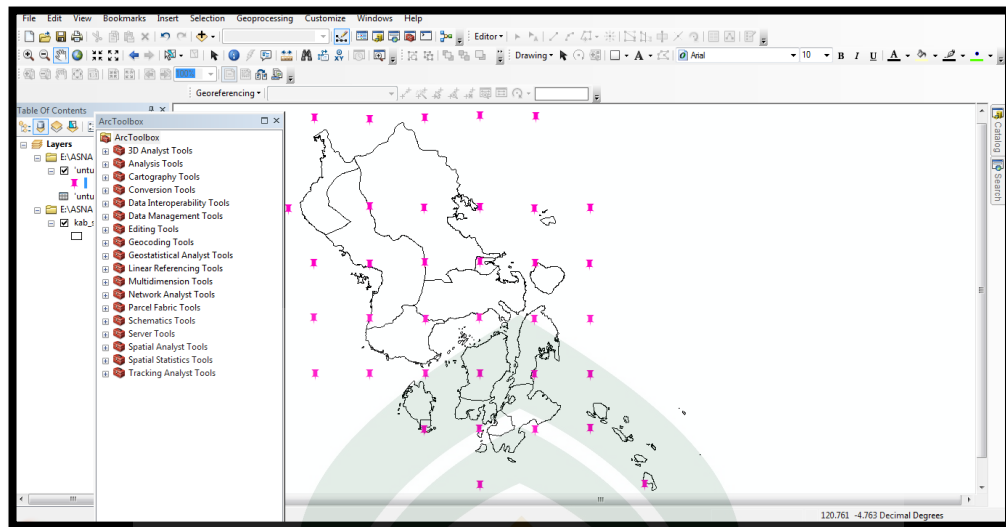 File Edit View Bookmarks Insert Selection Geoprocessing Customize Windows Help
Editor
Drawing A Arial 10 B I U A
Georeferencing
Table Of Contents
ArcToolbox
Layers
E:\ASNA
'untu
'untu
E:\ASNA
kab_s
ArcToolbox
3D Analyst Tools
Analysis Tools
Cartography Tools
Conversion Tools
Data Interoperability Tools
Data Management Tools
Editing Tools
Geocoding Tools
Geostatistical Analyst Tools
Linear Referencing Tools
Multidimension Tools
Network Analyst Tools
Parcel Fabric Tools
Schematics Tools
Server Tools
Spatial Analyst Tools
Spatial Statistics Tools
Tracking Analyst Tools
Catalog
Search
120.761 -4.763 Decimal Degrees